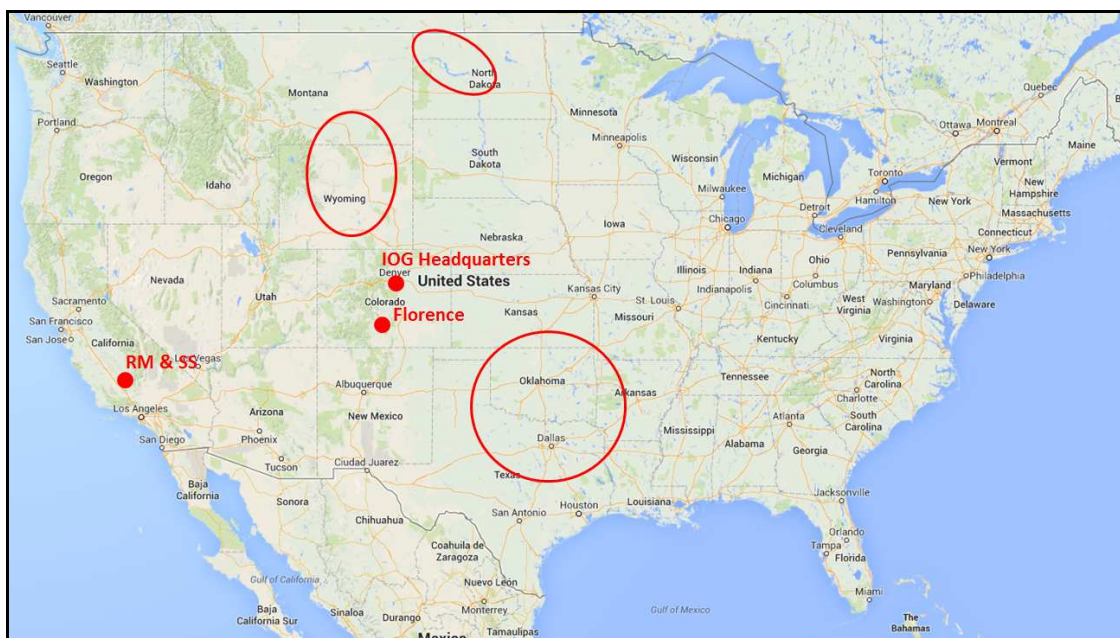 Vancouver
Seattle
Washington
Portland
Montana
North
Dakota
Minnesota
Minneapolis
Quebec
Ottawa
Montreal
Maine
Oregon
Idaho
Wyoming
South
Dakota
Wisconsin
Michigan
Toronto
Hamilton
Vermont
New
Hampshire
Milwaukee
Detroit
New York
Massachusetts
Chicago
Cleveland
Connecticut
Iowa
Nebraska
Pennsylvania
New York
IOG Headquarters
Denver
United States
Nevada
Utah
Illinois
Indiana
Ohio
Philadelphia
Indianapolis
Columbus
Maryland
Sacramento
Colorado
Florence
Kansas City
Cincinnati
West
Virginia
Washington
Delaware
San Francisco
San Jose
Kansas
St. Louis
Missouri
Kentucky
Virginia
California
RM & SS
Las Vegas
Albuquerque
Oklahoma
Arkansas
Tennessee
North
Carolina
Charlotte
Los Angeles
Arizona
New Mexico
Mississippi
Atlanta
South
Carolina
San Diego
Phoenix
Dallas
Alabama
Georgia
Tucson
Ciudad Juarez
Texas
Baja
California
Sonora
San Antonio
Houston
Louisiana
Jacksonville
Chihuahua
Orlando
Tampa
Florida
Coahuila de
Zaragoza
Gulf of California
Nuevo Leon
Miami
Baja
California Sur
Sinaloa
Durango
Monterrey
Gulf of Mexico
The
Bahamas
Tamaulipas
Mexico